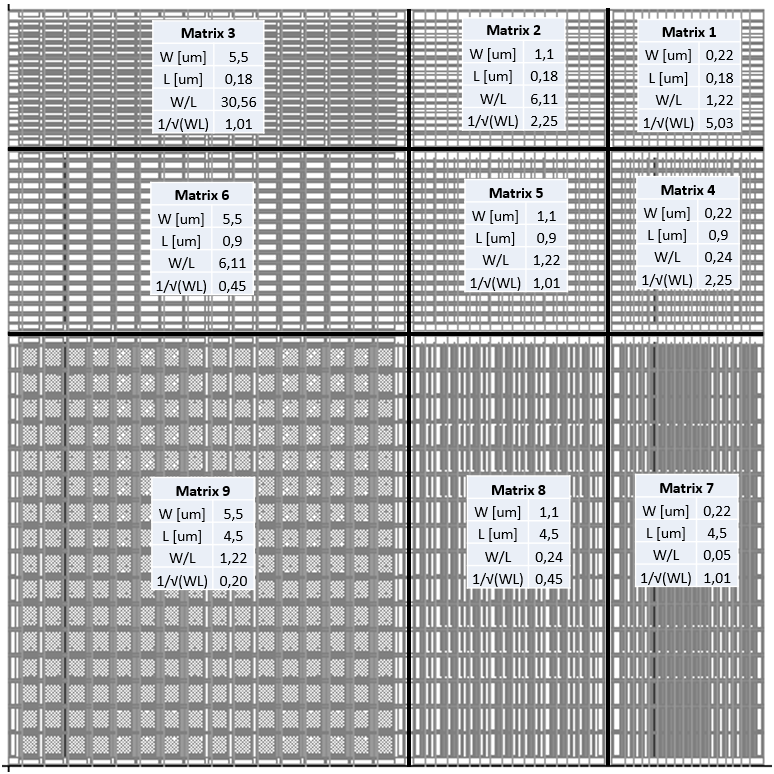 Matrix 3
W [um] 5,5
L [um] 0,18
W/L 30,56
1/√(WL) 1,01
Matrix 2
W [um] 1,1
L [um] 0,18
W/L 6,11
1/√(WL) 2,25
Matrix 1
W [um] 0,22
L [um] 0,18
W/L 1,22
1/√(WL) 5,03
Matrix 6
W [um] 5,5
L [um] 0,9
W/L 6,11
1/√(WL) 0,45
Matrix 5
W [um] 1,1
L [um] 0,9
W/L 1,22
1/√(WL) 1,01
Matrix 4
W [um] 0,22
L [um] 0,9
W/L 0,24
1/√(WL) 2,25
Matrix 9
W [um] 5,5
L [um] 4,5
W/L 1,22
1/√(WL) 0,20
Matrix 8
W [um] 1,1
L [um] 4,5
W/L 0,24
1/√(WL) 0,45
Matrix 7
W [um] 0,22
L [um] 4,5
W/L 0,05
1/√(WL) 1,01